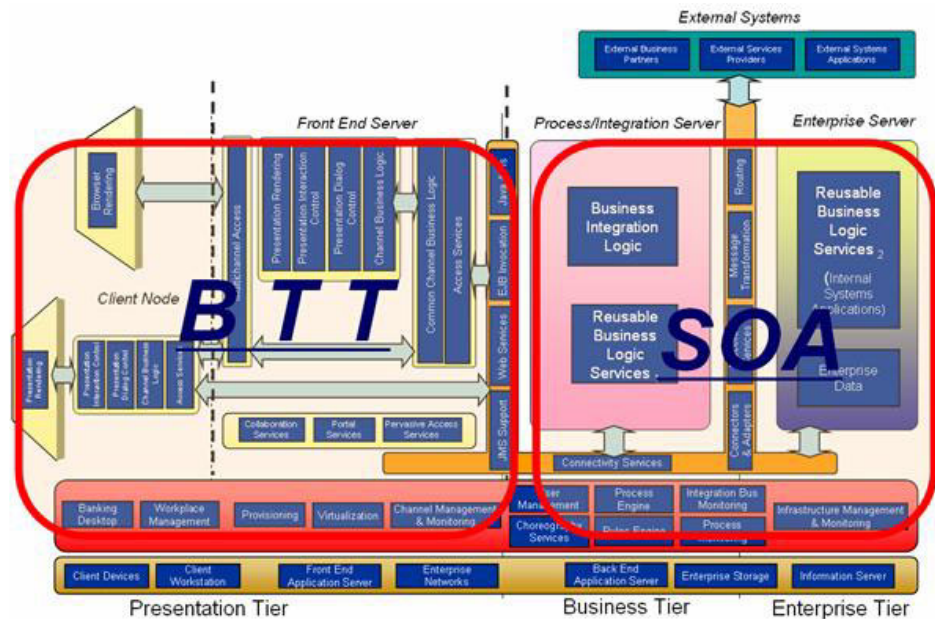 External Systems
External Business
Partners
External Services
Providers
External Systems
Applications
Front End Server
Process/Integration Server
Enterprise Server
Browser
Rendering
Client Node
Presentation
Rendering
Presentation
Interaction Control
Presentation
Dialog Control
Channel Business
Logic
Access Services
Multichannel Access
Presentation Rendering
Presentation Interaction
Control
Presentation Dialog
Control
Channel Business Logic
Common Channel Business Logic
Access Services
EJB Invocation
Web Services
JMS Support
B T T
Business
Integration
Logic
Reusable
Business
Logic
Services
Routing
Message
Transformation
Connectors
& Adapters
Reusable
Business
Logic
Services 2
(Internal
Systems
Applications)
Enterprise
Data
SOA
Collaboration
Services
Portal
Services
Pervasive Access
Services
Connectivity Services
Banking
Desktop
Workplace
Management
Provisioning
Virtualization
Channel Management
& Monitoring
Management
Choreography
Services
Process
Engine
Integration Bus
Monitoring
Process
Infrastructure Management
& Monitoring
Client Devices
Client
Workstation
Front End
Application Server
Enterprise
Networks
Back End
Application Server
Enterprise Storage
Information Server
Presentation Tier
Business Tier
Enterprise Tier